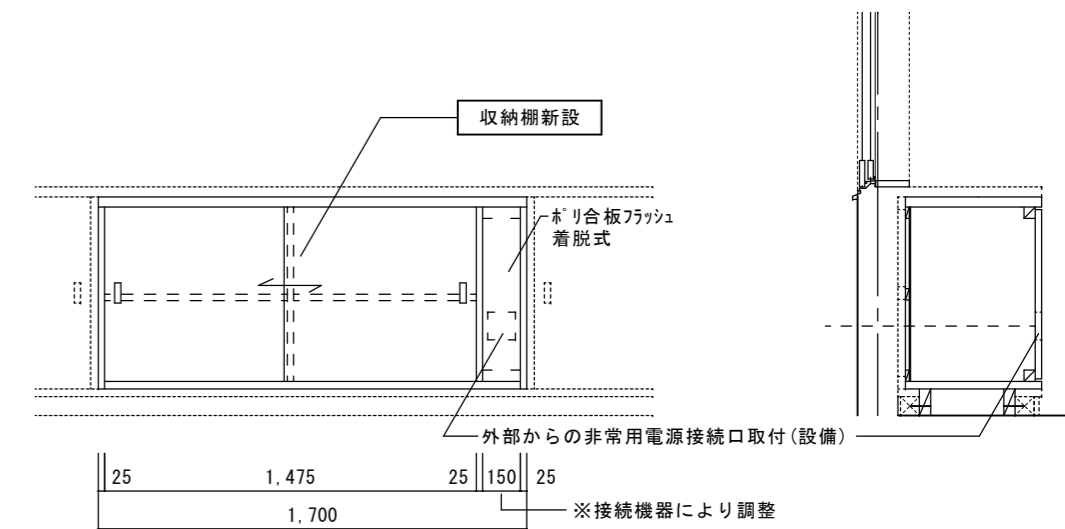 収納棚新設
ﾎﾟﾘ合板ﾌﾗｯｼｭ
着脱式
外部からの非常用電源接続口取付(設備)
25 1,475 25 150 25
※接続機器により調整
1,700